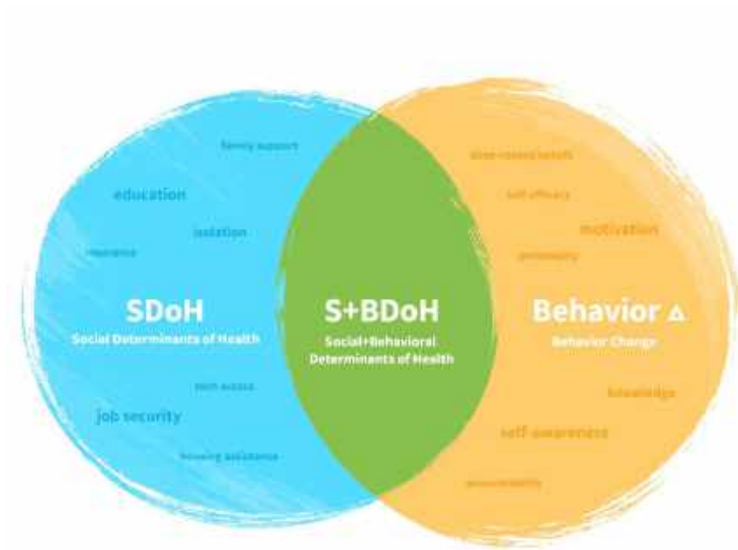 family support
education
isolation
SDoH
Social Determinants of Health
tech access
job security
housing assistance
S+BDoH
Social+Behavioral
Determinants of Health
self-efficacy
motivation
Behavior Δ
Behavior Change
knowledge
self-awareness
accountability